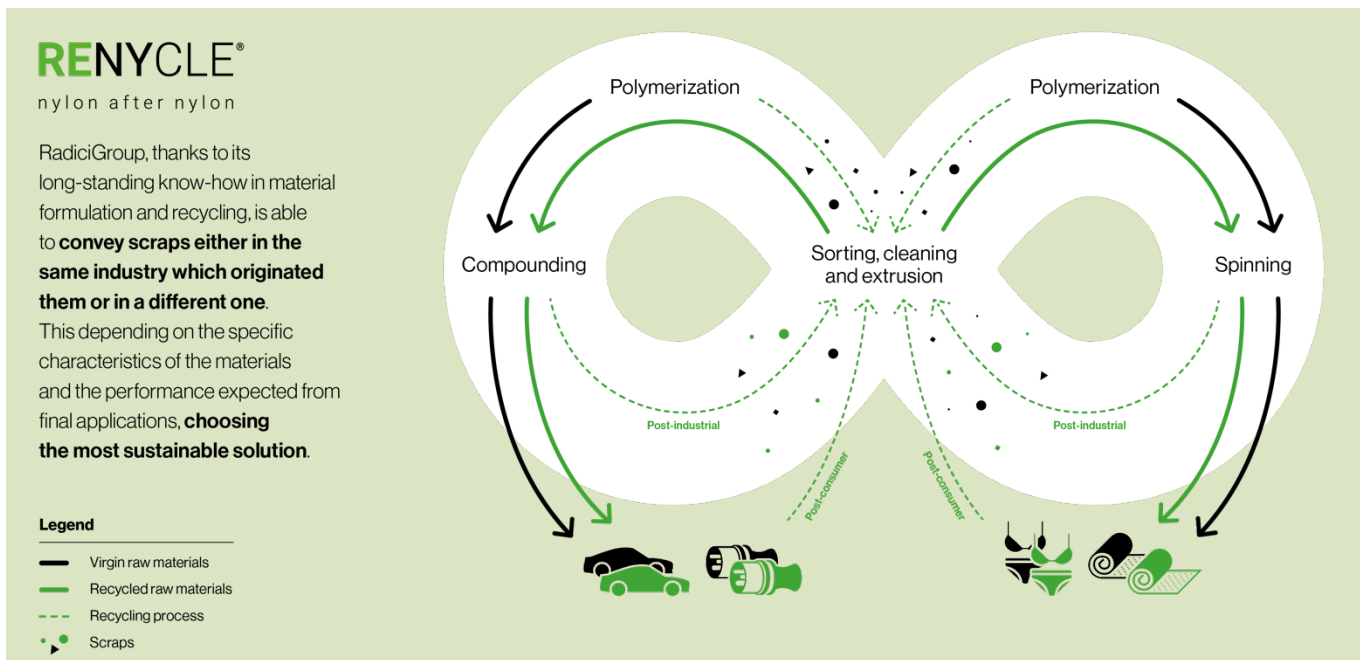 RENYCLE®
nylon after nylon
RadiciGroup, thanks to its
long-standing know-how in material
formulation and recycling, is able
to convey scraps either in the
same industry which originated
them or in a different one.
This depending on the specific
characteristics of the materials
and the performance expected from
final applications, choosing
the most sustainable solution.
Legend
Virgin raw materials
Recycled raw materials
Recycling process
Scraps
Polymerization
Polymerization
Compounding
Sorting, cleaning
and extrusion
Spinning
Post-industrial
Post-industrial
Post-consumer
Post-consumer